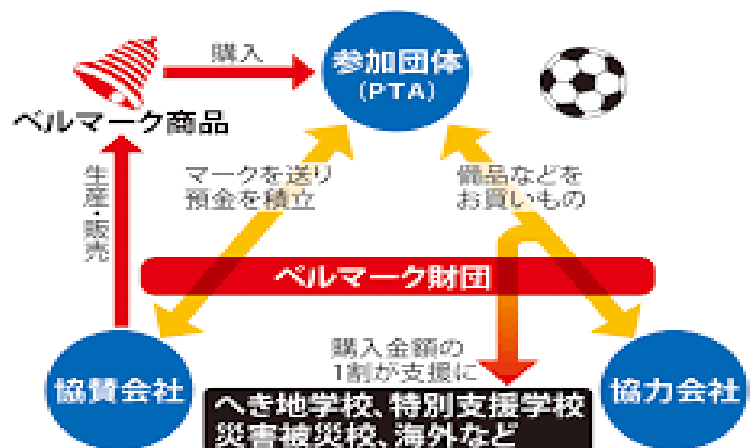 購入
参加団体
(PTA)
ベルマーク商品
生産・販売
マークを送り
預金を積立
備品などを
お買いもの
ベルマーク財団
購入金額の
1割が支援に
協賛会社
協力会社
へき地学校、特別支援学校
災害被災校、海外など